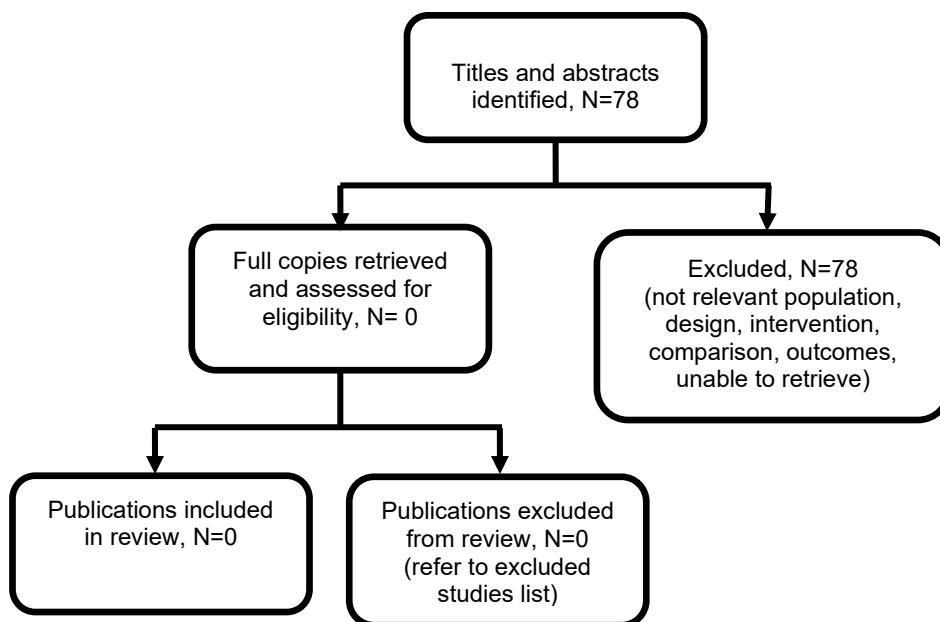 Titles and abstracts
identified, N=78
Full copies retrieved
and assessed for
eligibility, N= 0
Excluded, N=78
(not relevant population,
design, intervention,
comparison, outcomes,
unable to retrieve)
Publications included
in review, N=0
Publications excluded
from review, N=0
(refer to excluded
studies list)